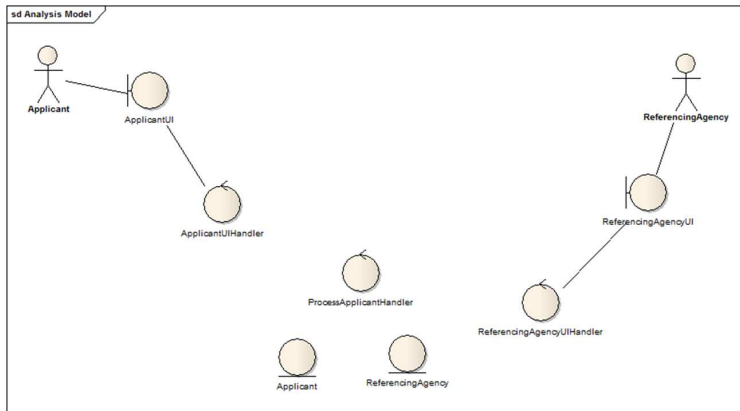 sd Analysis Model
Applicant
ApplicantUI
ReferencingAgency
ApplicantUIHandler
ReferencingAgencyUI
ProcessApplicantHandler
ReferencingAgencyUIHandler
Applicant
ReferencingAgency